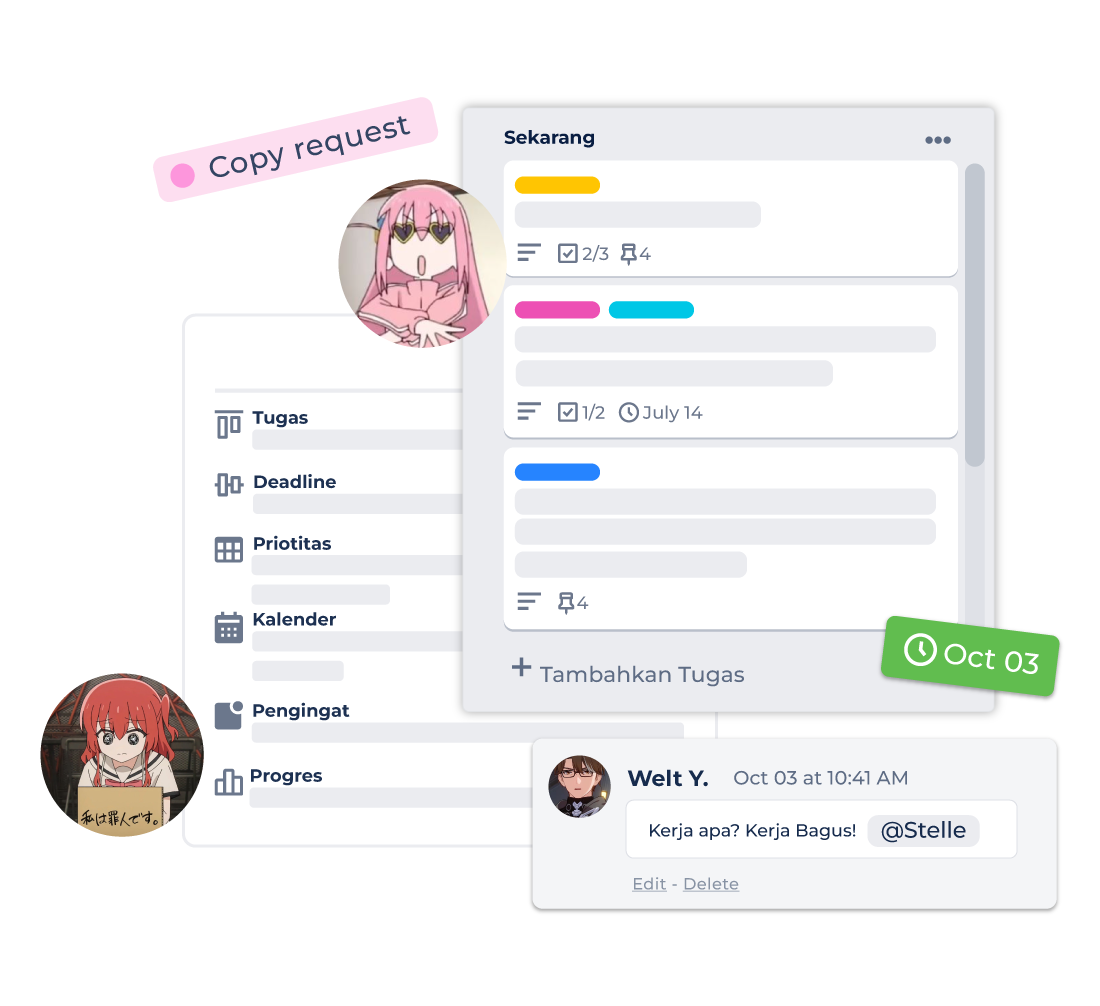 Copy request
Sekarang
2/3 4
1/2 July 14
4
Tambahkan Tugas
Oct 03
Tugas
Deadline
Priotitas
Kalender
Pengingat
Progres
私は罪人です。
Welt Y. Oct 03 at 10:41 AM
Kerja apa? Kerja Bagus! @Stelle
Edit - Delete